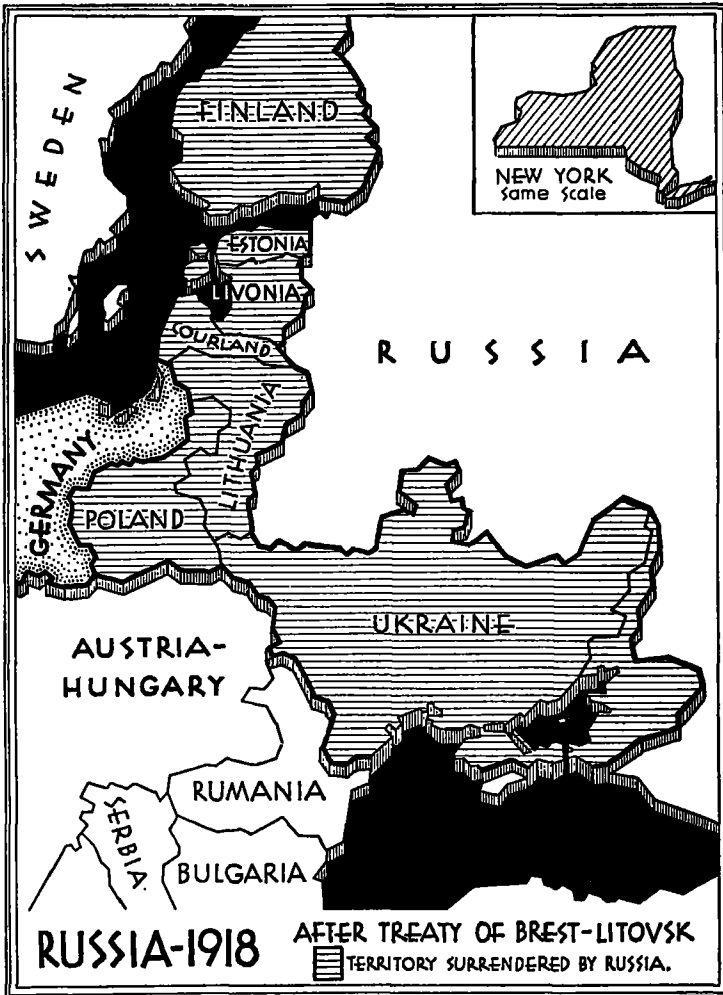 SWEDEN
FINLAND
NEW YORK
Same Scale
ESTONIA
LIVONIA
COURLAND
RUSSIA
LITHUANIA
GERMANY
POLAND
UKRAINE
AUSTRIA-
HUNGARY
RUMANIA
SERBIA
BULGARIA
RUSSIA-1918
AFTER TREATY OF BREST-LITOVSK
TERRITORY SURRENDERED BY RUSSIA.